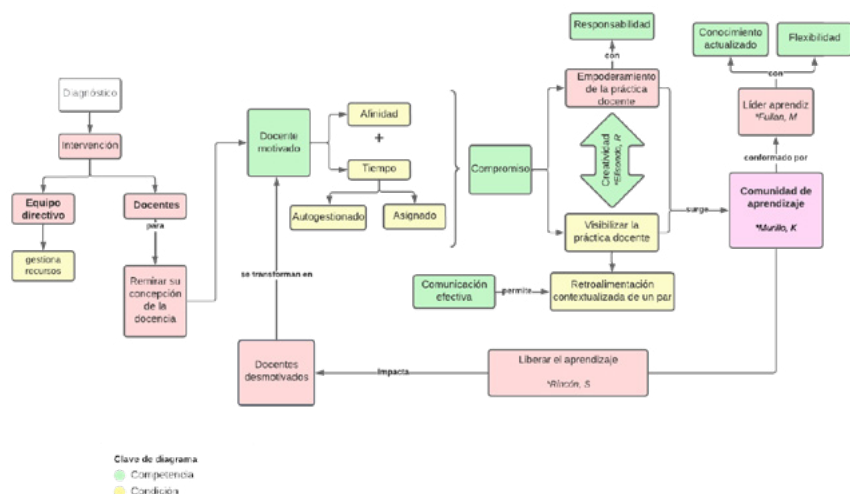 Diagnóstico
Intervención
Equipo
directivo
Docentes
gestiona
recursos
para
Remirar su
concepción
de la
docencia
Docente
motivado
Afinidad
+
Tiempo
Autogestionado
Asignado
se transforman en
Docentes
desmotivados
Compromiso
Responsabilidad
con
Empoderamiento
de la práctica
docente
Creatividad
*Elisondo, R
Visibilizar la
práctica docente
Comunicación
efectiva
permite
Retroalimentación
contextualizada de un par
surge
Conocimiento
actualizado
Flexibilidad
con
Líder aprendiz
*Fullan, M
conformado por
Comunidad de
aprendizaje
*Murillo, K
Liberar el aprendizaje
*Rincón, S
Impacta
Clave de diagrama
Competencia
Condición